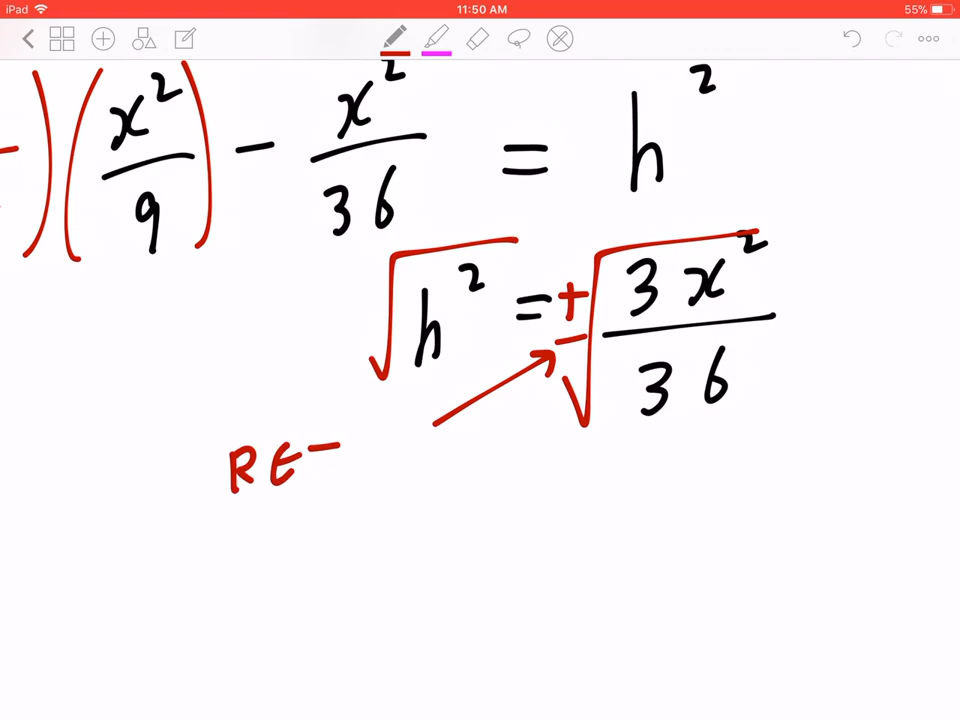 iPad 11:50 AM 55%
) (x²/9) - x²/36 = h²
√h² = ±√(3x²/36)
RE